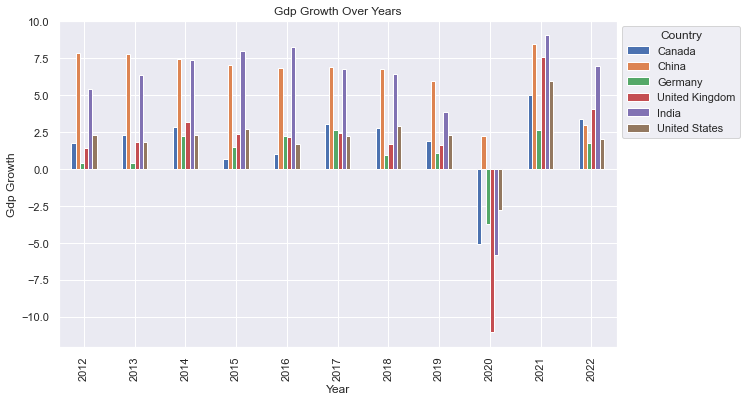 Gdp Growth Over Years
10.0
7.5
5.0
2.5
0.0
−2.5
−5.0
−7.5
−10.0
Gdp Growth
2012
2013
2014
2015
2016
2017
2018
2019
2020
2021
2022
Year
Country
Canada
China
Germany
United Kingdom
India
United States